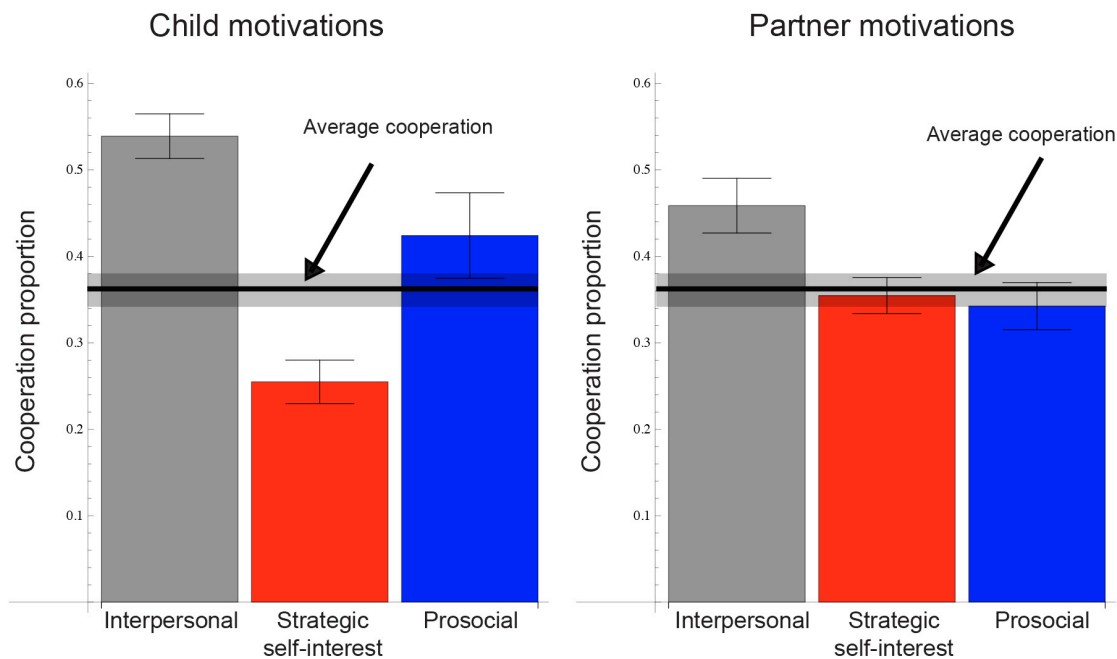 Child motivations
Cooperation proportion
0.6
0.5
0.4
0.3
0.2
0.1
Average cooperation
Interpersonal
Strategic
self-interest
Prosocial
Partner motivations
Cooperation proportion
0.6
0.5
0.4
0.3
0.2
0.1
Average cooperation
Interpersonal
Strategic
self-interest
Prosocial